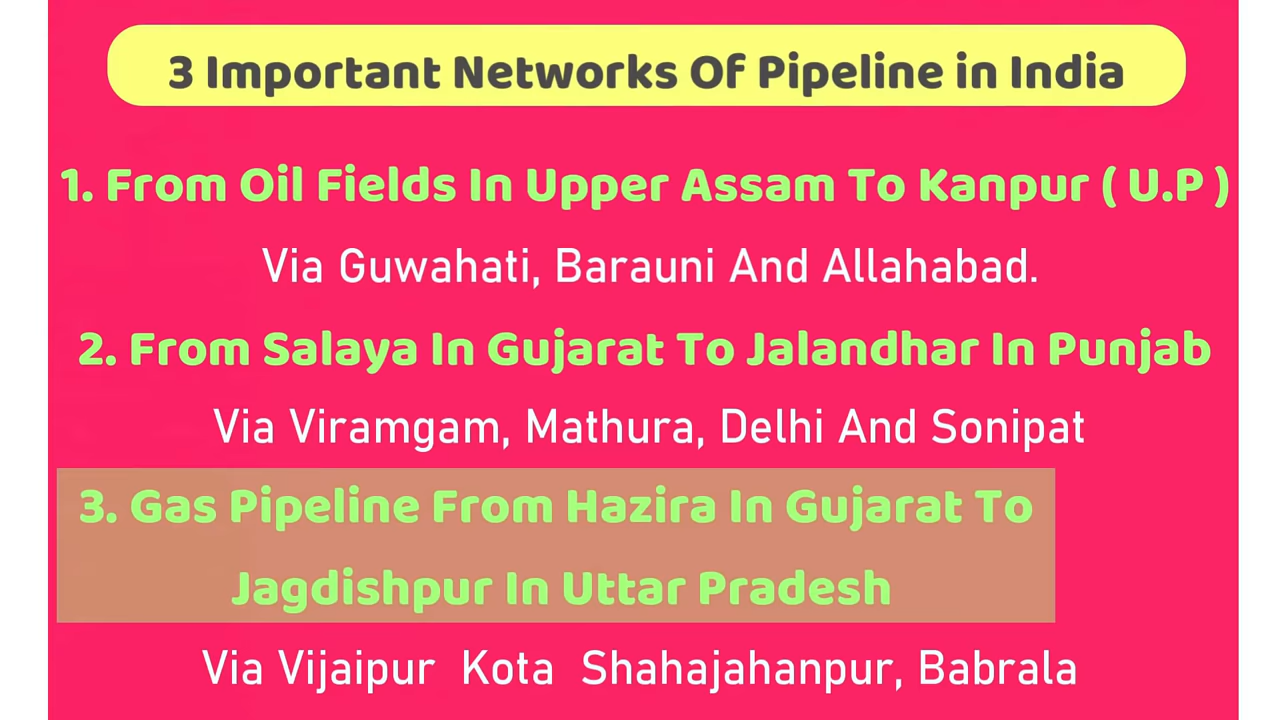 3 Important Networks Of Pipeline in India
1. From Oil Fields In Upper Assam To Kanpur ( U.P )
Via Guwahati, Barauni And Allahabad.
2. From Salaya In Gujarat To Jalandhar In Punjab
Via Viramgam, Mathura, Delhi And Sonipat
3. Gas Pipeline From Hazira In Gujarat To
Jagdishpur In Uttar Pradesh
Via Vijaipur Kota Shahajahanpur, Babrala